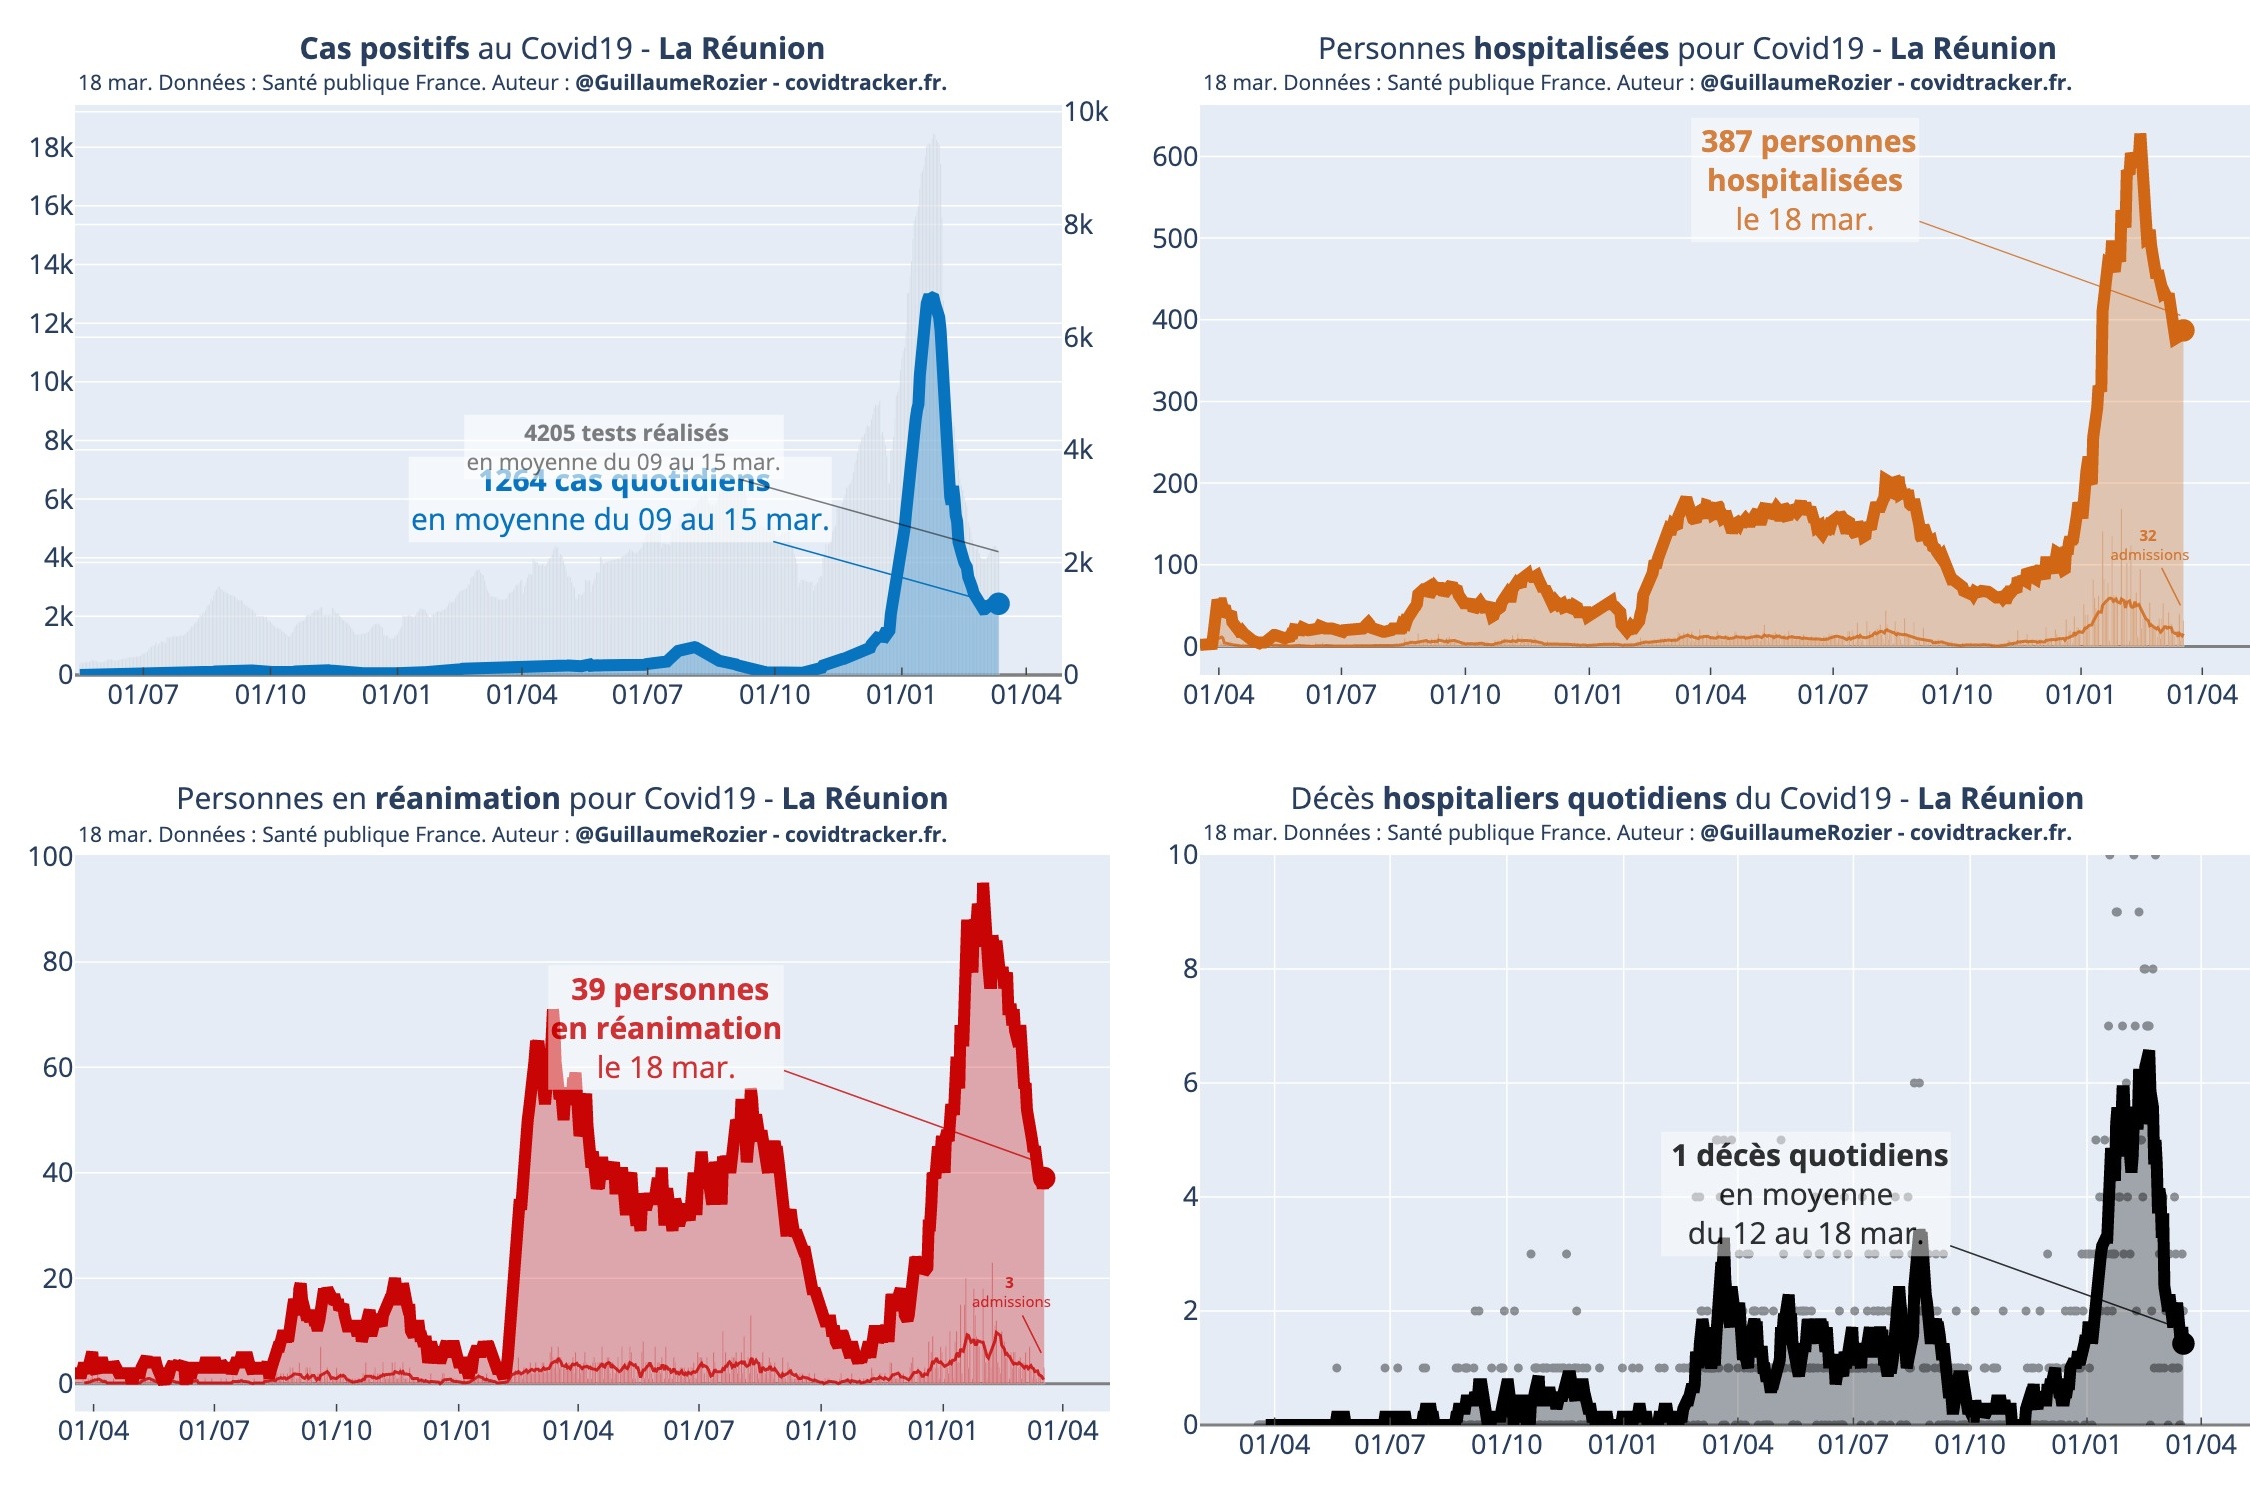 Cas positifs au Covid19 - La Réunion
18 mar. Données : Santé publique France. Auteur : @GuillaumeRozier - covidtracker.fr.
18k
16k
14k
12k
10k
8k
6k
4k
2k
0
10k
8k
6k
4k
2k
0
4205 tests réalisés
en moyenne du 09 au 15 mar.
1264 cas quotidiens
en moyenne du 09 au 15 mar.
01/07 01/10 01/01 01/04 01/07 01/10 01/01 01/04
Personnes hospitalisées pour Covid19 - La Réunion
18 mar. Données : Santé publique France. Auteur : @GuillaumeRozier - covidtracker.fr.
600
500
400
300
200
100
0
387 personnes
hospitalisées
le 18 mar.
32
admissions
01/04 01/07 01/10 01/01 01/04 01/07 01/10 01/01 01/04
Personnes en réanimation pour Covid19 - La Réunion
18 mar. Données : Santé publique France. Auteur : @GuillaumeRozier - covidtracker.fr.
100
80
60
40
20
0
39 personnes
en réanimation
le 18 mar.
3
admissions
01/04 01/07 01/10 01/01 01/04 01/07 01/10 01/01 01/04
Décès hospitaliers quotidiens du Covid19 - La Réunion
18 mar. Données : Santé publique France. Auteur : @GuillaumeRozier - covidtracker.fr.
10
8
6
4
2
0
1 décès quotidiens
en moyenne
du 12 au 18 mar.
01/04 01/07 01/10 01/01 01/04 01/07 01/10 01/01 01/04